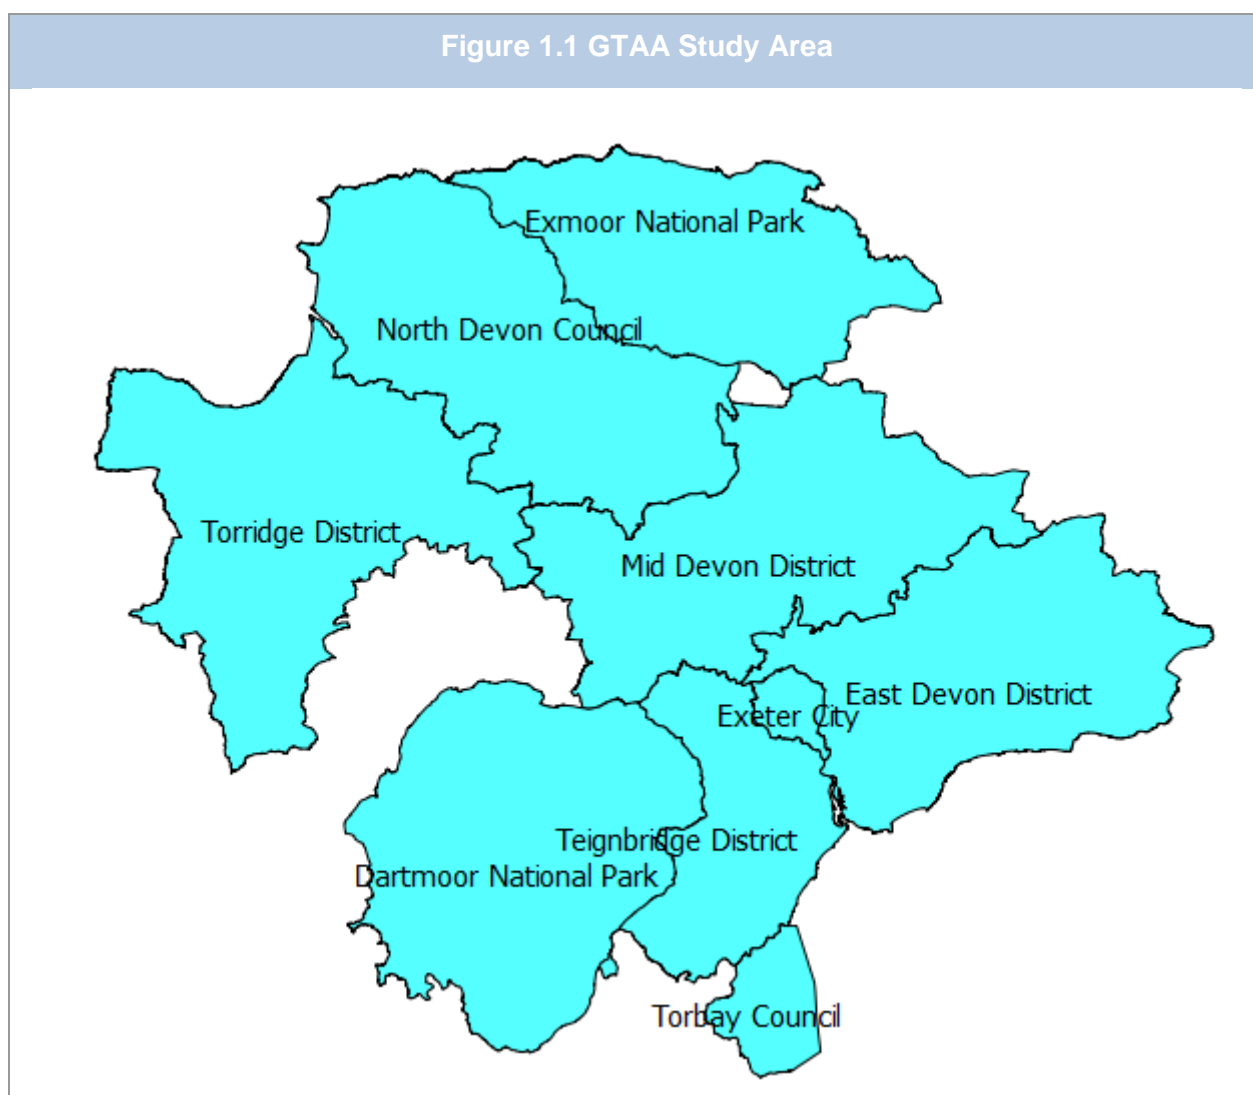 Figure 1.1 GTAA Study Area
Exmoor National Park
North Devon Council
Torridge District
Mid Devon District
East Devon District
Exeter City
Teignbridge District
Dartmoor National Park
Torbay Council